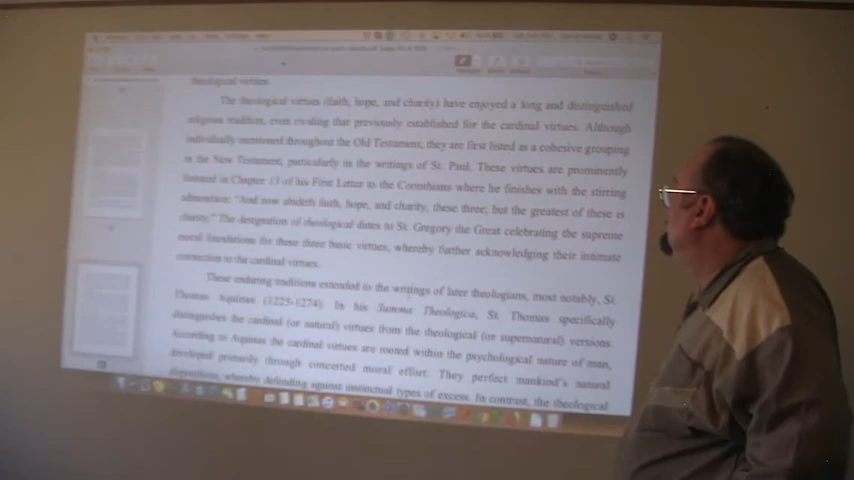 theological virtues.
The theological virtues (faith, hope, and charity) have enjoyed a long and distinguished
religious tradition, even rivaling that previously established for the cardinal virtues. Although
individually mentioned throughout the Old Testament, they are first listed as a cohesive grouping
in the New Testament, particularly in the writings of St. Paul. These virtues are prominently
featured in Chapter 13 of his First Letter to the Corinthians where he finishes with the stirring
admonition: "And now abideth faith, hope, and charity, these three; but the greatest of these is
charity." The designation of theological dates to St. Gregory the Great celebrating the supreme
moral foundations for these three basic virtues, whereby further acknowledging their intimate
connection to the cardinal virtues.
These enduring traditions extended to the writings of later theologians, most notably, St.
Thomas Aquinas (1225-1274). In his Summa Theologica, St. Thomas specifically
distinguishes the cardinal (or natural) virtues from the theological (or supernatural) versions.
According to Aquinas the cardinal virtues are rooted within the psychological nature of man,
developed primarily through concerted moral effort. They perfect mankind's natural
dispositions, whereby defending against instinctual types of excess. In contrast, the theological